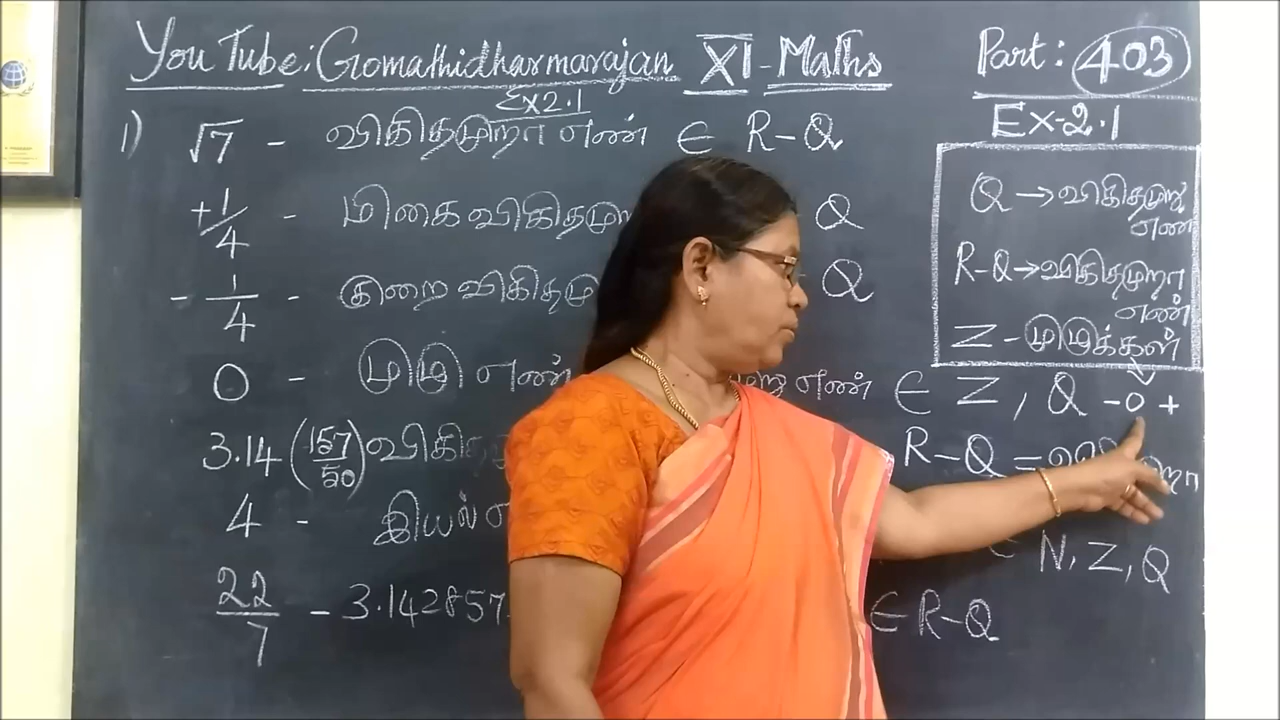 You Tube: Gomathidharmarajan XI - Maths Part: 403
Ex 2.1
Ex-2.1
1) √7 - விகிதமுறா எண் ∈ R-Q
+1/4 - மிகை Q
-1/4 - குறை Q
0 - முழு எண் எண் ∈ Z, Q - 0 +
3.14 (157/50) R-Q =
4 - இயல் N, Z, Q
22/7 - 3.142857 ∈ R-Q
Q → விகிதமுறு
எண்
R-Q → விகிதமுறா
எண்
Z - முழுக்கள்